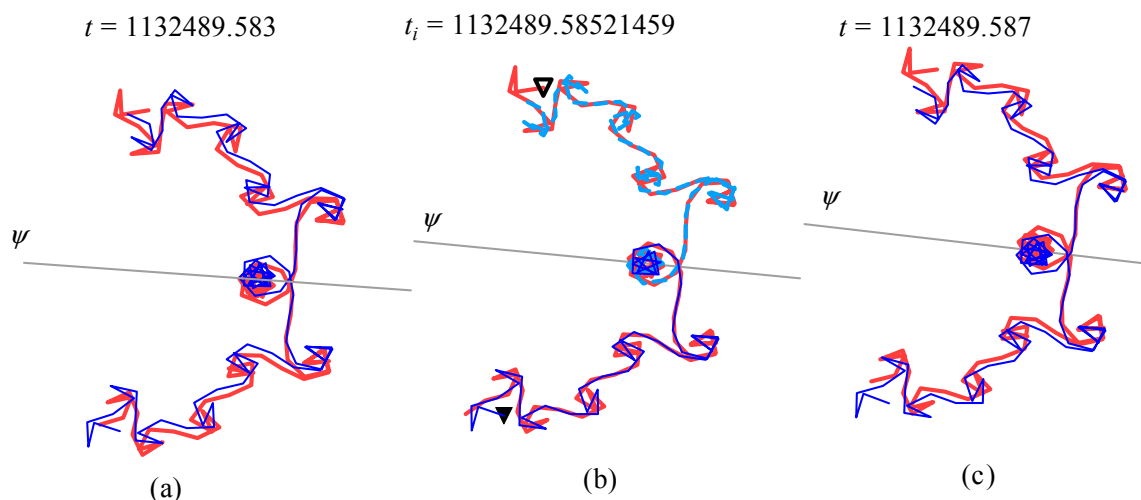 t = 1132489.583
t_i = 1132489.58521459
t = 1132489.587
ψ
ψ
ψ
(a)
(b)
(c)